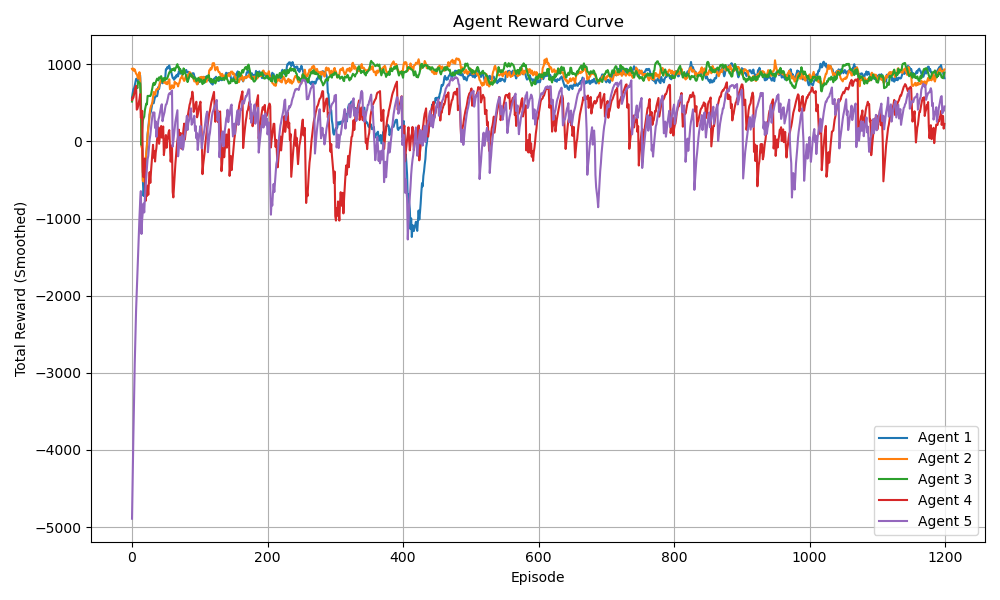 Agent Reward Curve
Total Reward (Smoothed)
1000
0
−1000
−2000
−3000
−4000
−5000
0 200 400 600 800 1000 1200
Episode
Agent 1
Agent 2
Agent 3
Agent 4
Agent 5